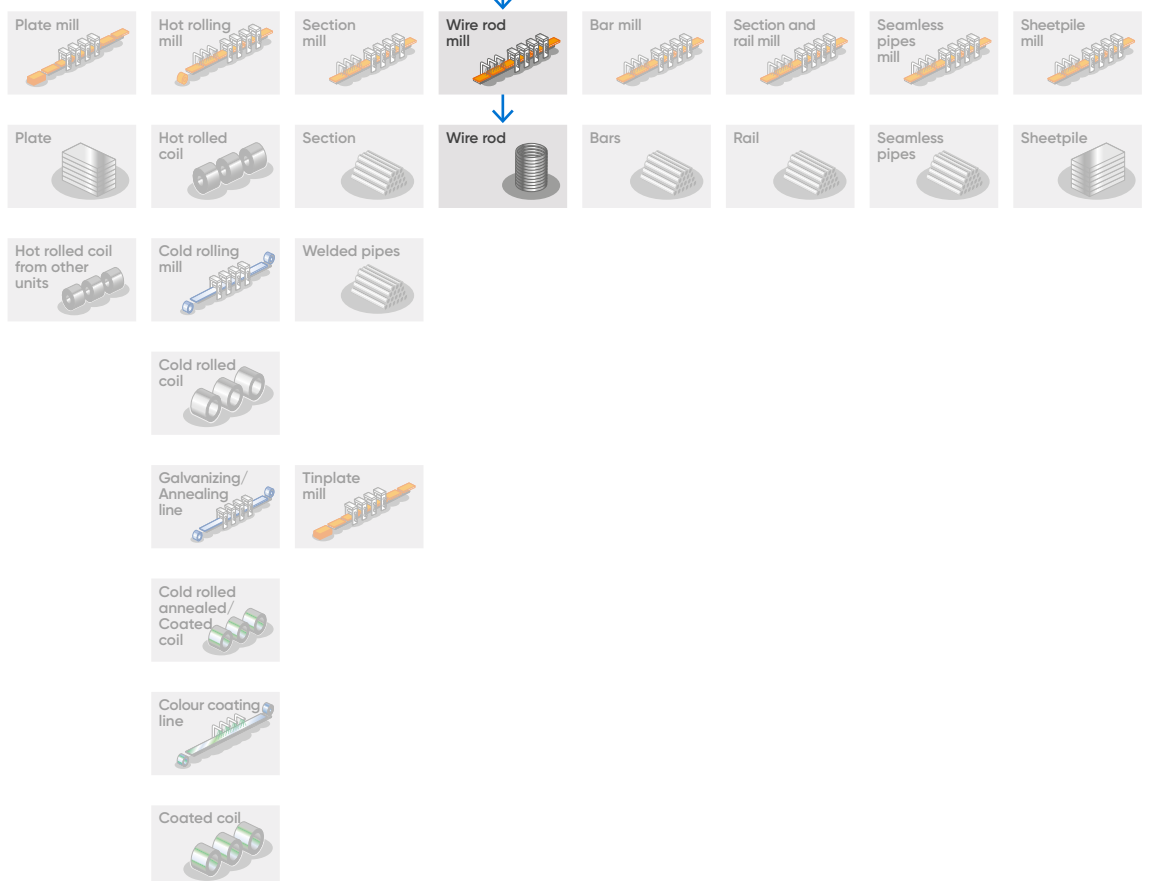 Plate mill
Hot rolling
mill
Section
mill
Wire rod
mill
Bar mill
Section and
rail mill
Seamless
pipes
mill
Sheetpile
mill
Plate
Hot rolled
coil
Section
Wire rod
Bars
Rail
Seamless
pipes
Sheetpile
Hot rolled coil
from other
units
Cold rolling
mill
Welded pipes
Cold rolled
coil
Galvanizing/
Annealing
line
Tinplate
mill
Cold rolled
annealed/
Coated
coil
Colour coating
line
Coated coil